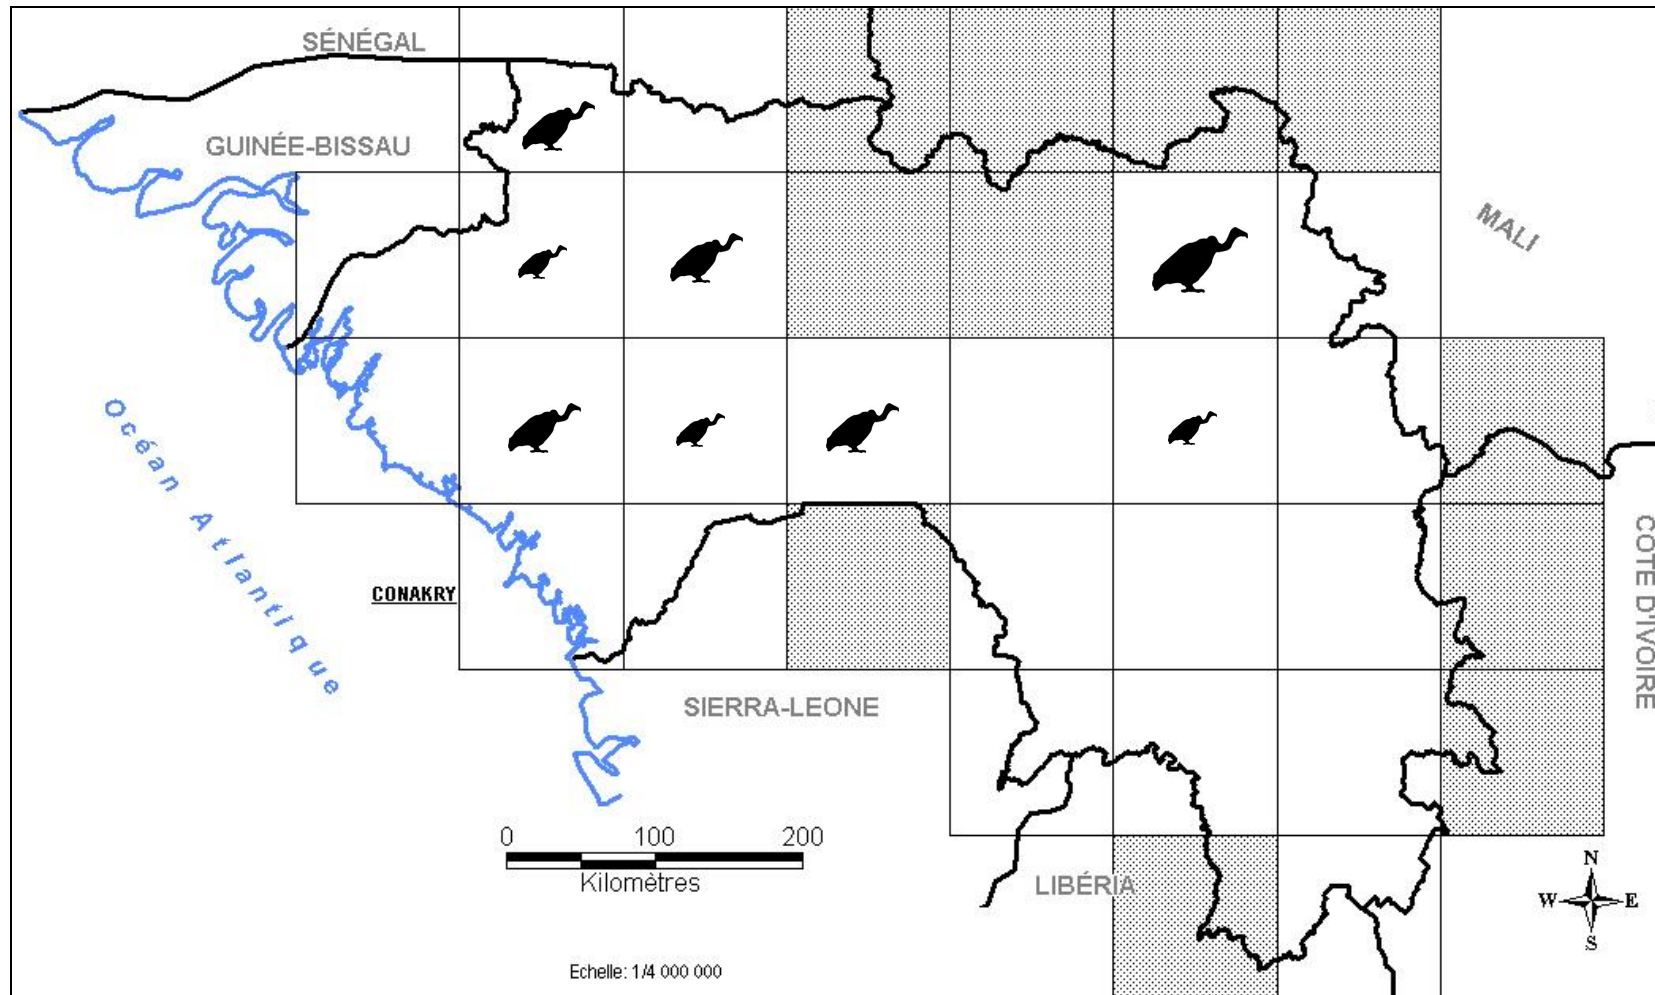 SÉNÉGAL
GUINÉE-BISSAU
MALI
Océan Atlantique
CONAKRY
COTE D'IVOIRE
SIERRA-LEONE
0 100 200
Kilomètres
LIBÉRIA
N
W E
S
Echelle: 1/4 000 000